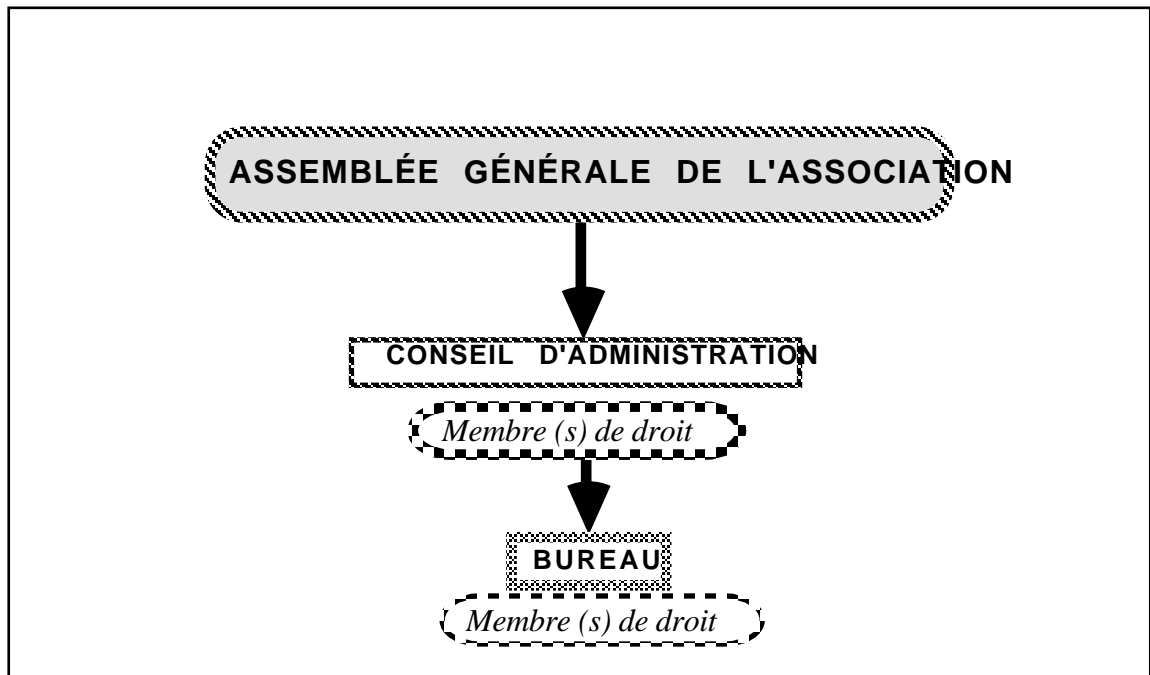 ASSEMBLÉE GÉNÉRALE DE L'ASSOCIATION
CONSEIL D'ADMINISTRATION
Membre (s) de droit
BUREAU
Membre (s) de droit